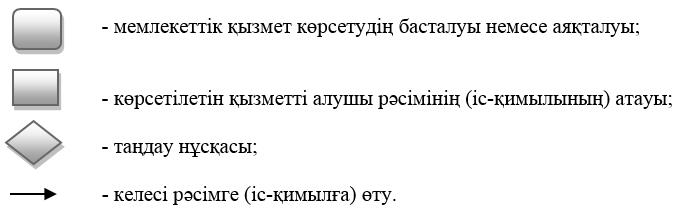 - мемлекеттік қызмет көрсетудің басталуы немесе аяқталуы;
- көрсетілетін қызметті алушы рәсімінің (іс-қимылының) атауы;
- таңдау нұсқасы;
- келесі рәсімге (іс-қимылға) өту.